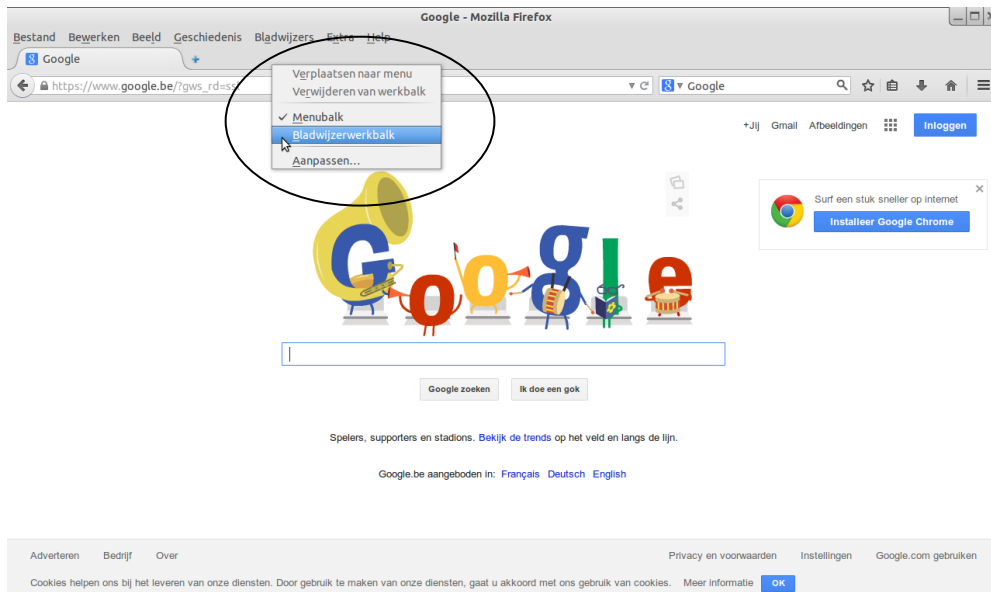 Google - Mozilla Firefox
Bestand Bewerken Beeld Geschiedenis Bladwijzers Extra Help
Google
https://www.google.be/?gws_rd=ssl
Google
Verplaatsen naar menu
Verwijderen van werkbalk
Menubalk
Bladwijzerwerkbalk
Aanpassen...
+Jij Gmail Afbeeldingen Inloggen
Surf een stuk sneller op internet
Installeer Google Chrome
Google
Google zoeken Ik doe een gok
Spelers, supporters en stadions. Bekijk de trends op het veld en langs de lijn.
Google.be aangeboden in: Français Deutsch English
Adverteren Bedrijf Over Privacy en voorwaarden Instellingen Google.com gebruiken
Cookies helpen ons bij het leveren van onze diensten. Door gebruik te maken van onze diensten, gaat u akkoord met ons gebruik van cookies. Meer informatie OK